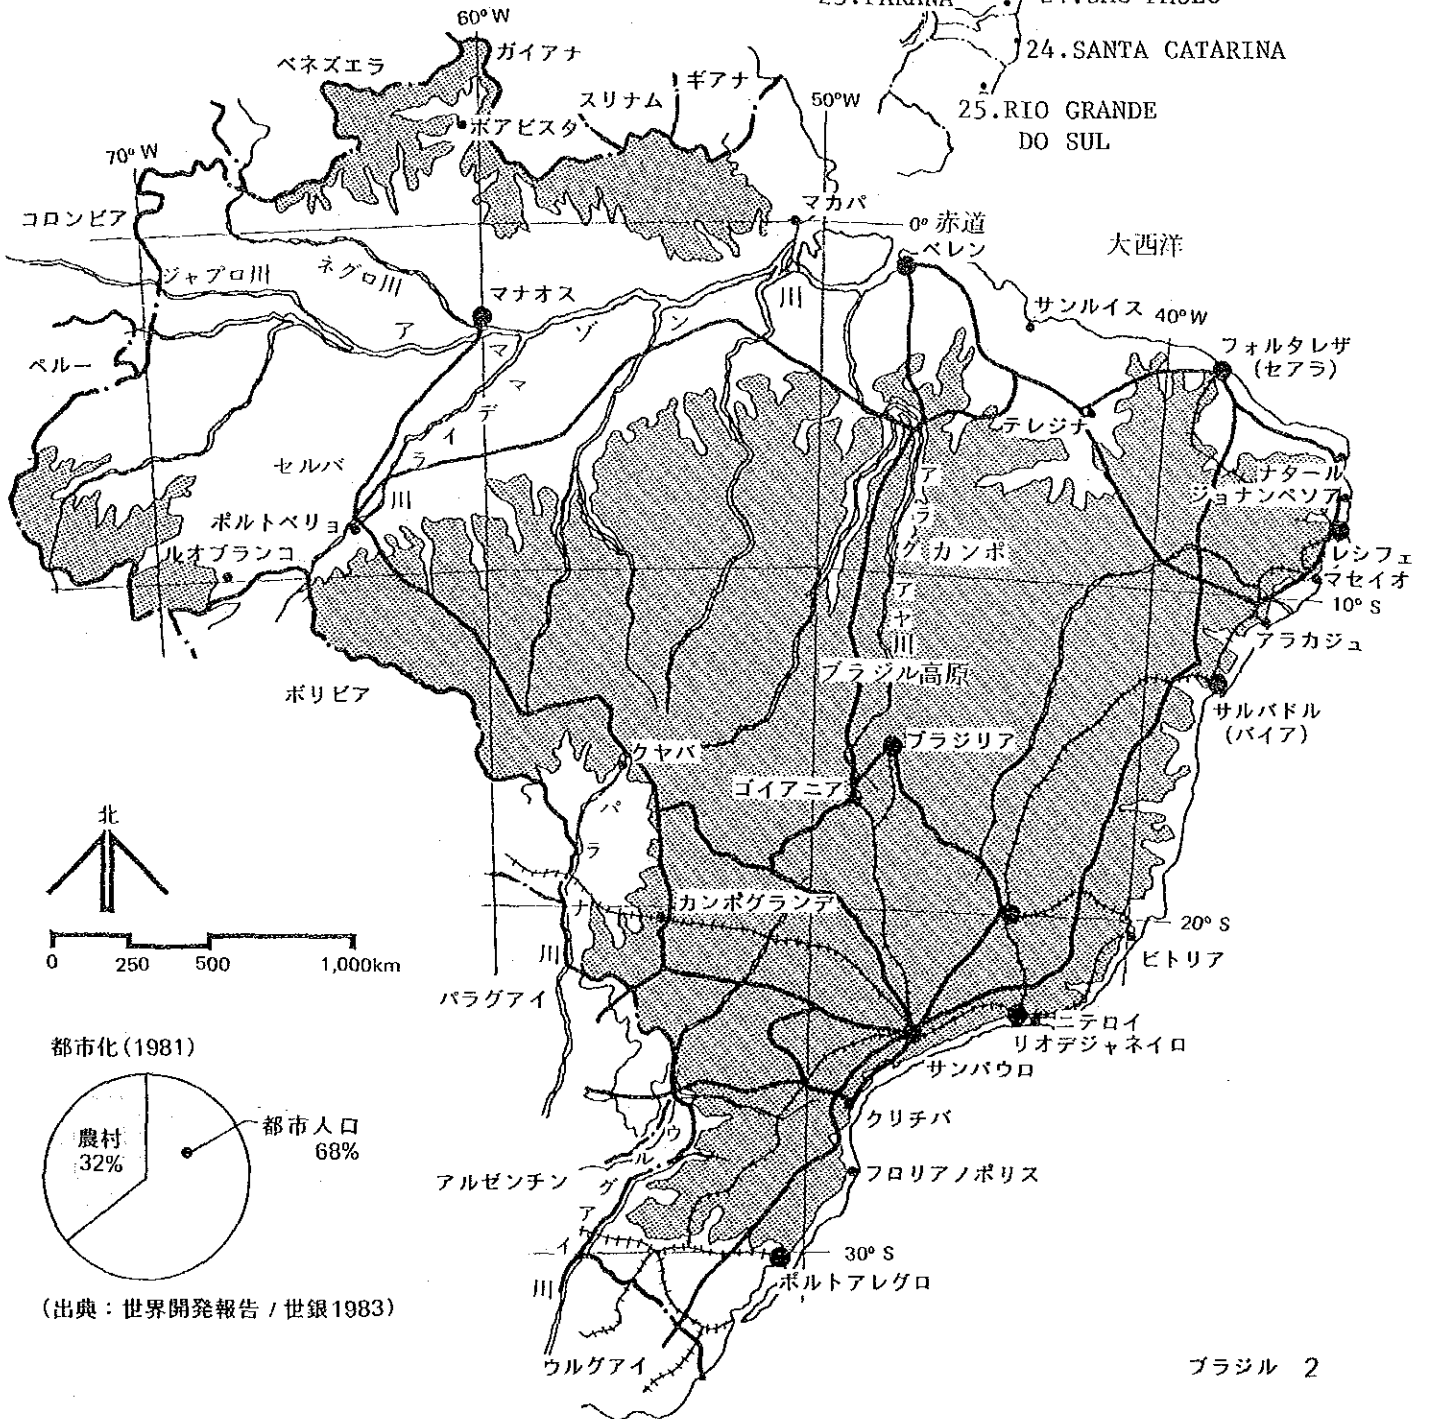 24.SANTA CATARINA
25.RIO GRANDE
DO SUL
60°W
ガイアナ
ベネズエラ
ギアナ
スリナム
50°W
ボアビスタ
70°W
マカパ
コロンビア
0° 赤道
ベレン
大西洋
ジャプロ川
ネグロ川
マナオス
アマゾン川
サンルイス
40°W
ペルー
フォルタレザ
(セアラ)
マデイラ川
テレジナ
セルバ
ナタール
ジョナンペソア
ポルトベリョ
アラグアヤ川
カンポ
レシフェ
ルオブランコ
マセイオ
10° S
アラカジュ
ブラジル高原
ボリビア
サルバドル
(バイア)
クヤバ
ブラジリア
ゴイアニア
北
パラナ川
カンポグランデ
20° S
0 250 500 1,000km
ビトリア
パラグアイ
ニテロイ
リオデジャネイロ
都市化(1981)
サンパウロ
クリチバ
農村
32%
都市人口
68%
アルゼンチン
ウルグアイ川
フロリアノポリス
30° S
ポルトアレグロ
(出典：世界開発報告 / 世銀1983)
ウルグアイ
ブラジル 2